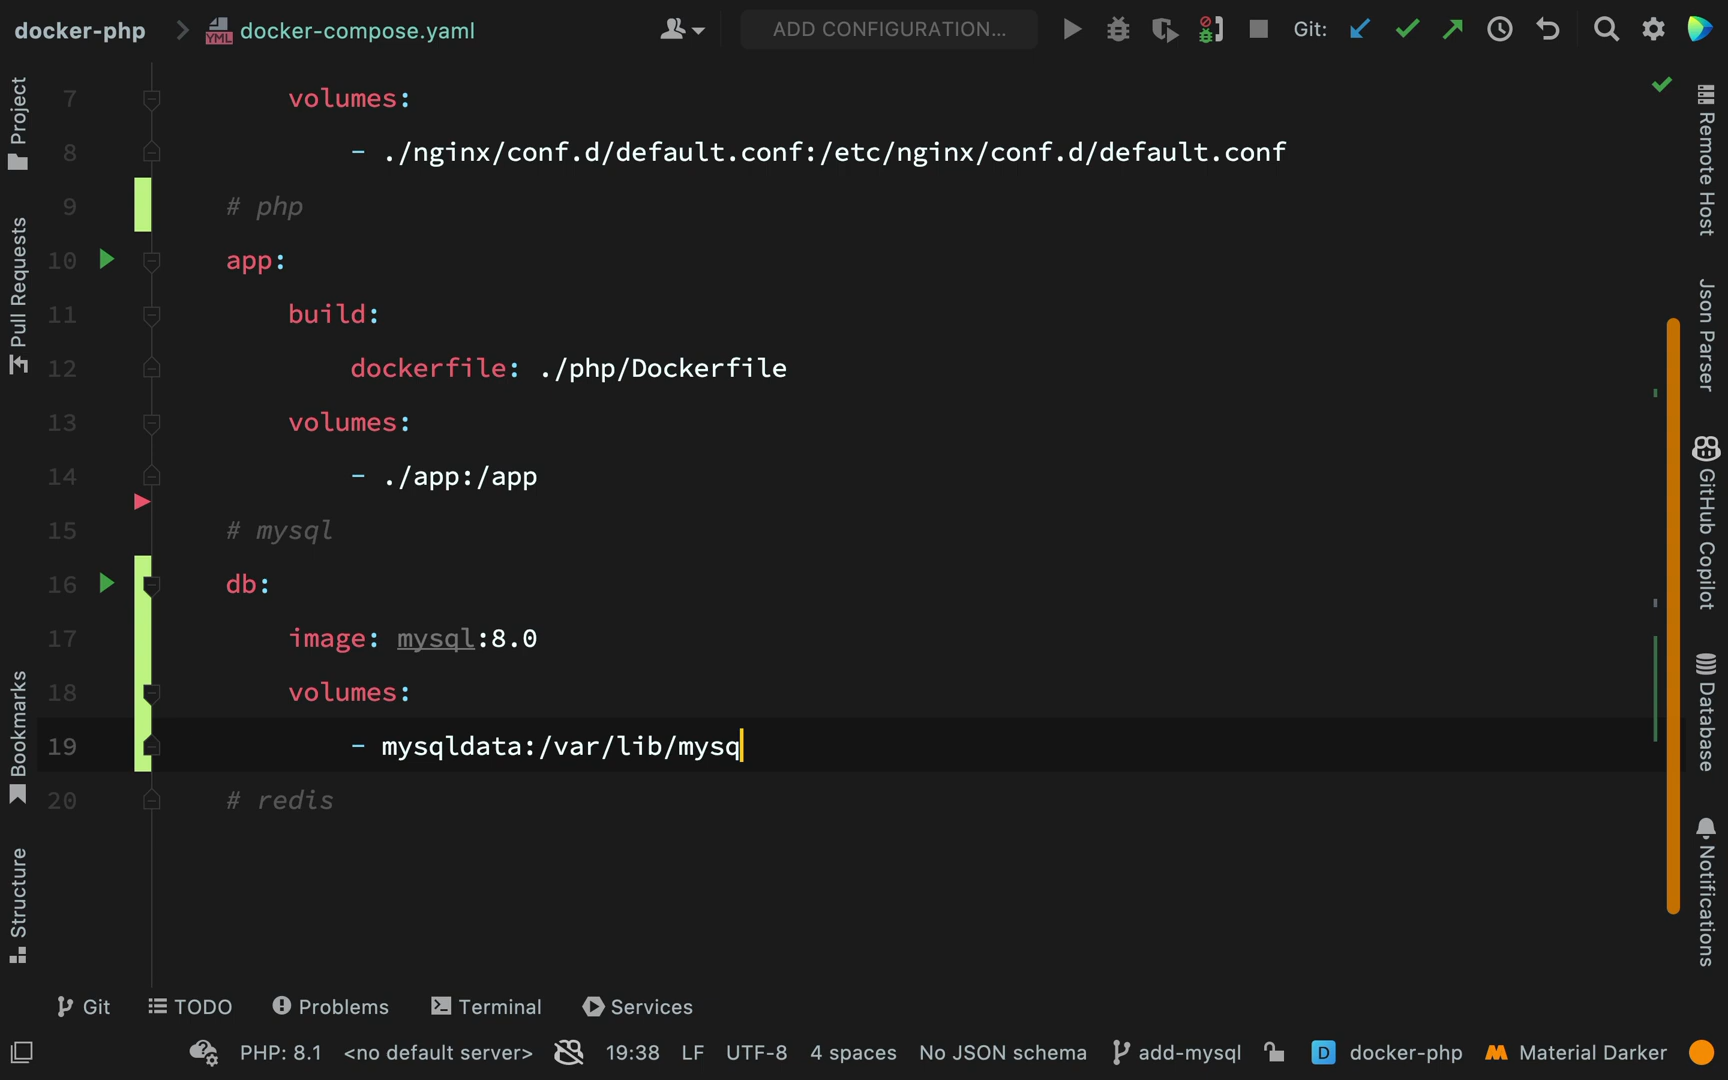 docker-php
YML
docker-compose.yaml
ADD CONFIGURATION...
Git:
Project
Pull Requests
Bookmarks
Structure
7 volumes:
8 - ./nginx/conf.d/default.conf:/etc/nginx/conf.d/default.conf
9 # php
10 app:
11 build:
12 dockerfile: ./php/Dockerfile
13 volumes:
14 - ./app:/app
15 # mysql
16 db:
17 image: mysql:8.0
18 volumes:
19 - mysqldata:/var/lib/mysq
20 # redis
Remote Host
Json Parser
GitHub Copilot
Database
Notifications
Git
TODO
Problems
Terminal
Services
PHP: 8.1
<no default server>
19:38
LF
UTF-8
4 spaces
No JSON schema
add-mysql
D
docker-php
Material Darker